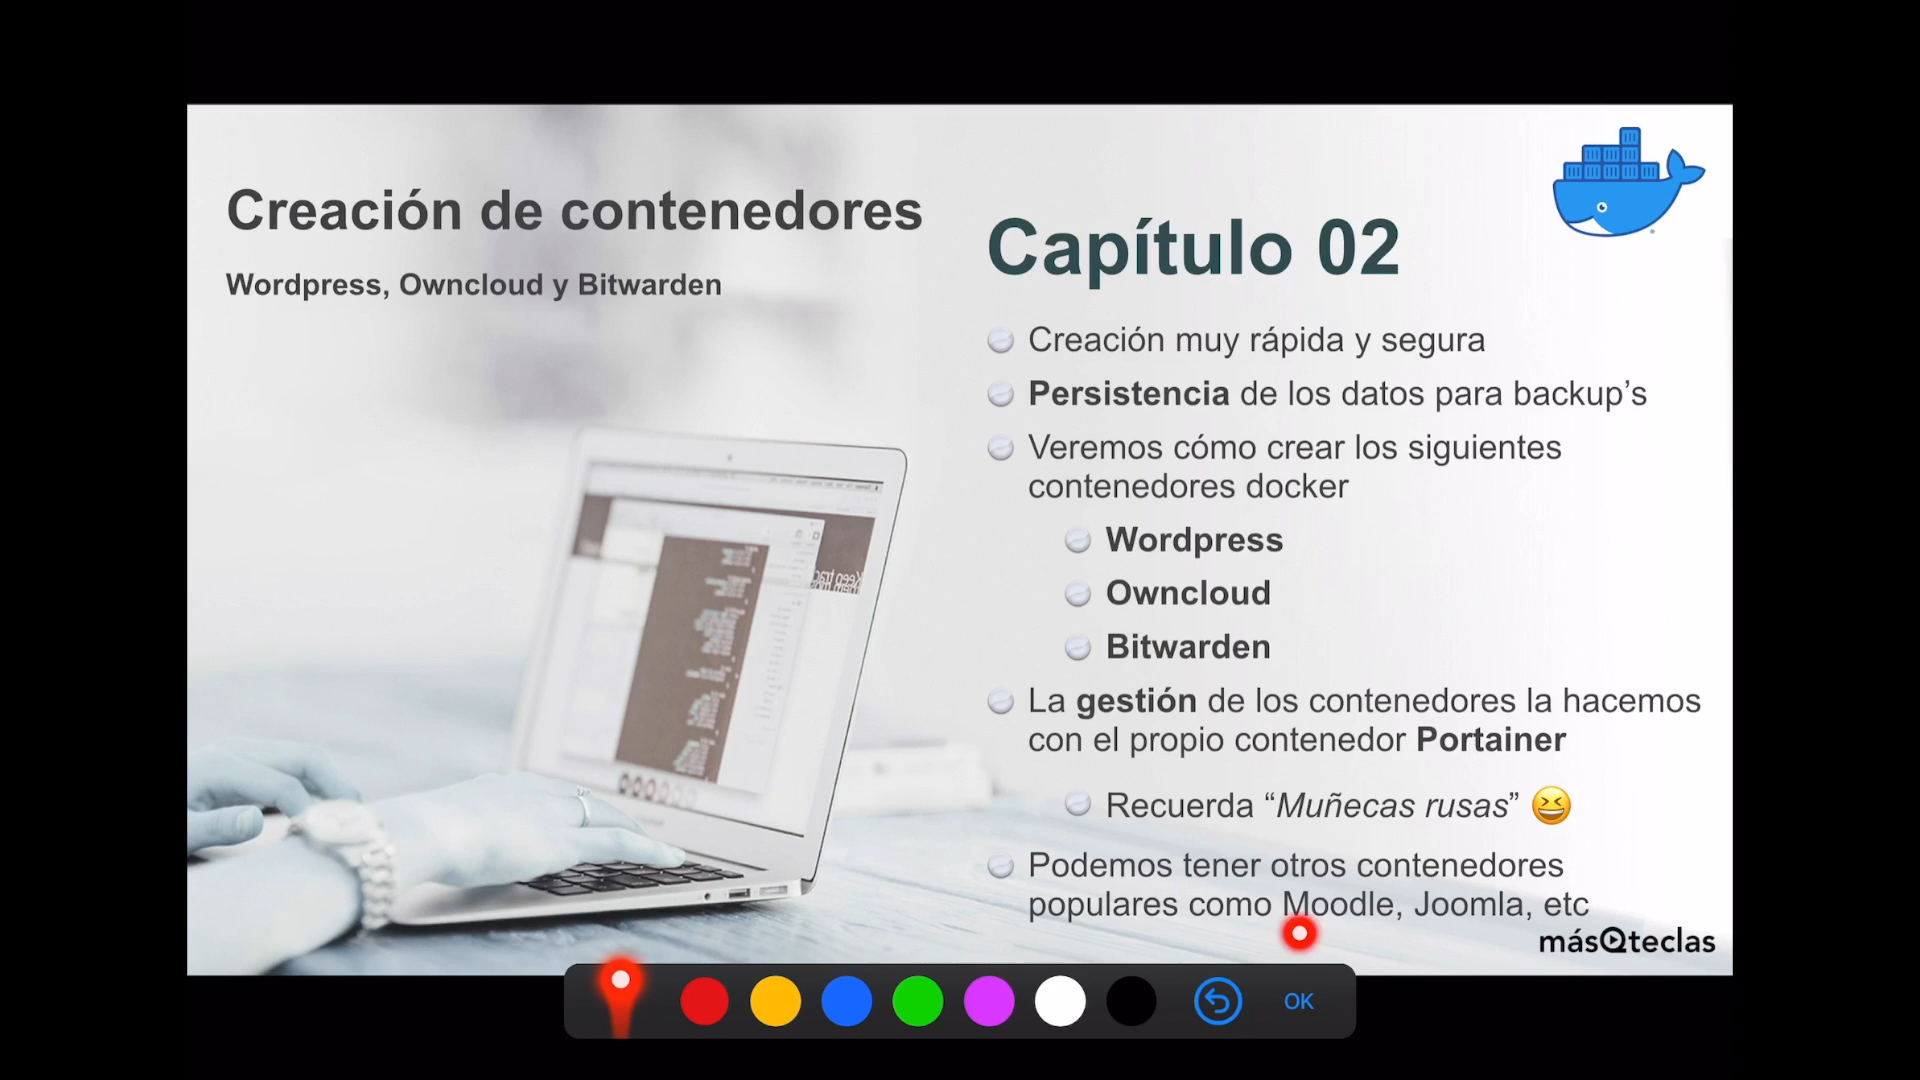 Creación de contenedores
Wordpress, Owncloud y Bitwarden
Capítulo 02
Creación muy rápida y segura
Persistencia de los datos para backup’s
Veremos cómo crear los siguientes
contenedores docker
Wordpress
Owncloud
Bitwarden
La gestión de los contenedores la hacemos
con el propio contenedor Portainer
Recuerda “Muñecas rusas” 😆
Podemos tener otros contenedores
populares como Moodle, Joomla, etc
másQteclas
OK